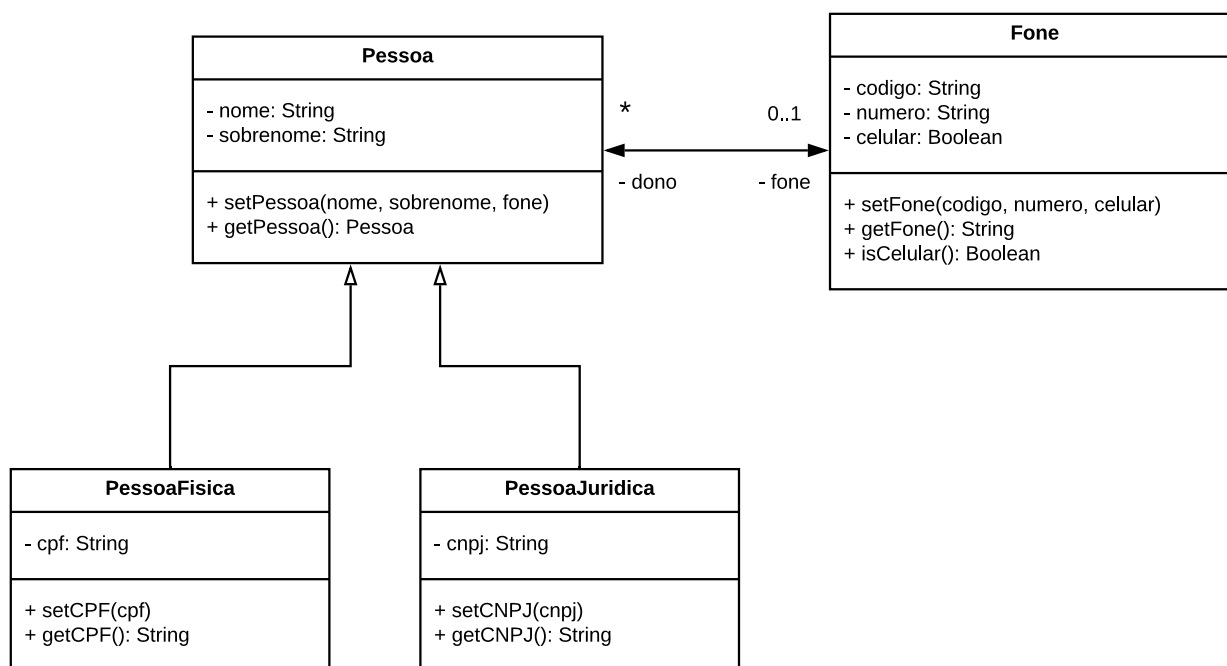 Pessoa
- nome: String
- sobrenome: String
+ setPessoa(nome, sobrenome, fone)
+ getPessoa(): Pessoa
*
0..1
- dono
- fone
Fone
- codigo: String
- numero: String
- celular: Boolean
+ setFone(codigo, numero, celular)
+ getFone(): String
+ isCelular(): Boolean
PessoaFisica
- cpf: String
+ setCPF(cpf)
+ getCPF(): String
PessoaJuridica
- cnpj: String
+ setCNPJ(cnpj)
+ getCNPJ(): String